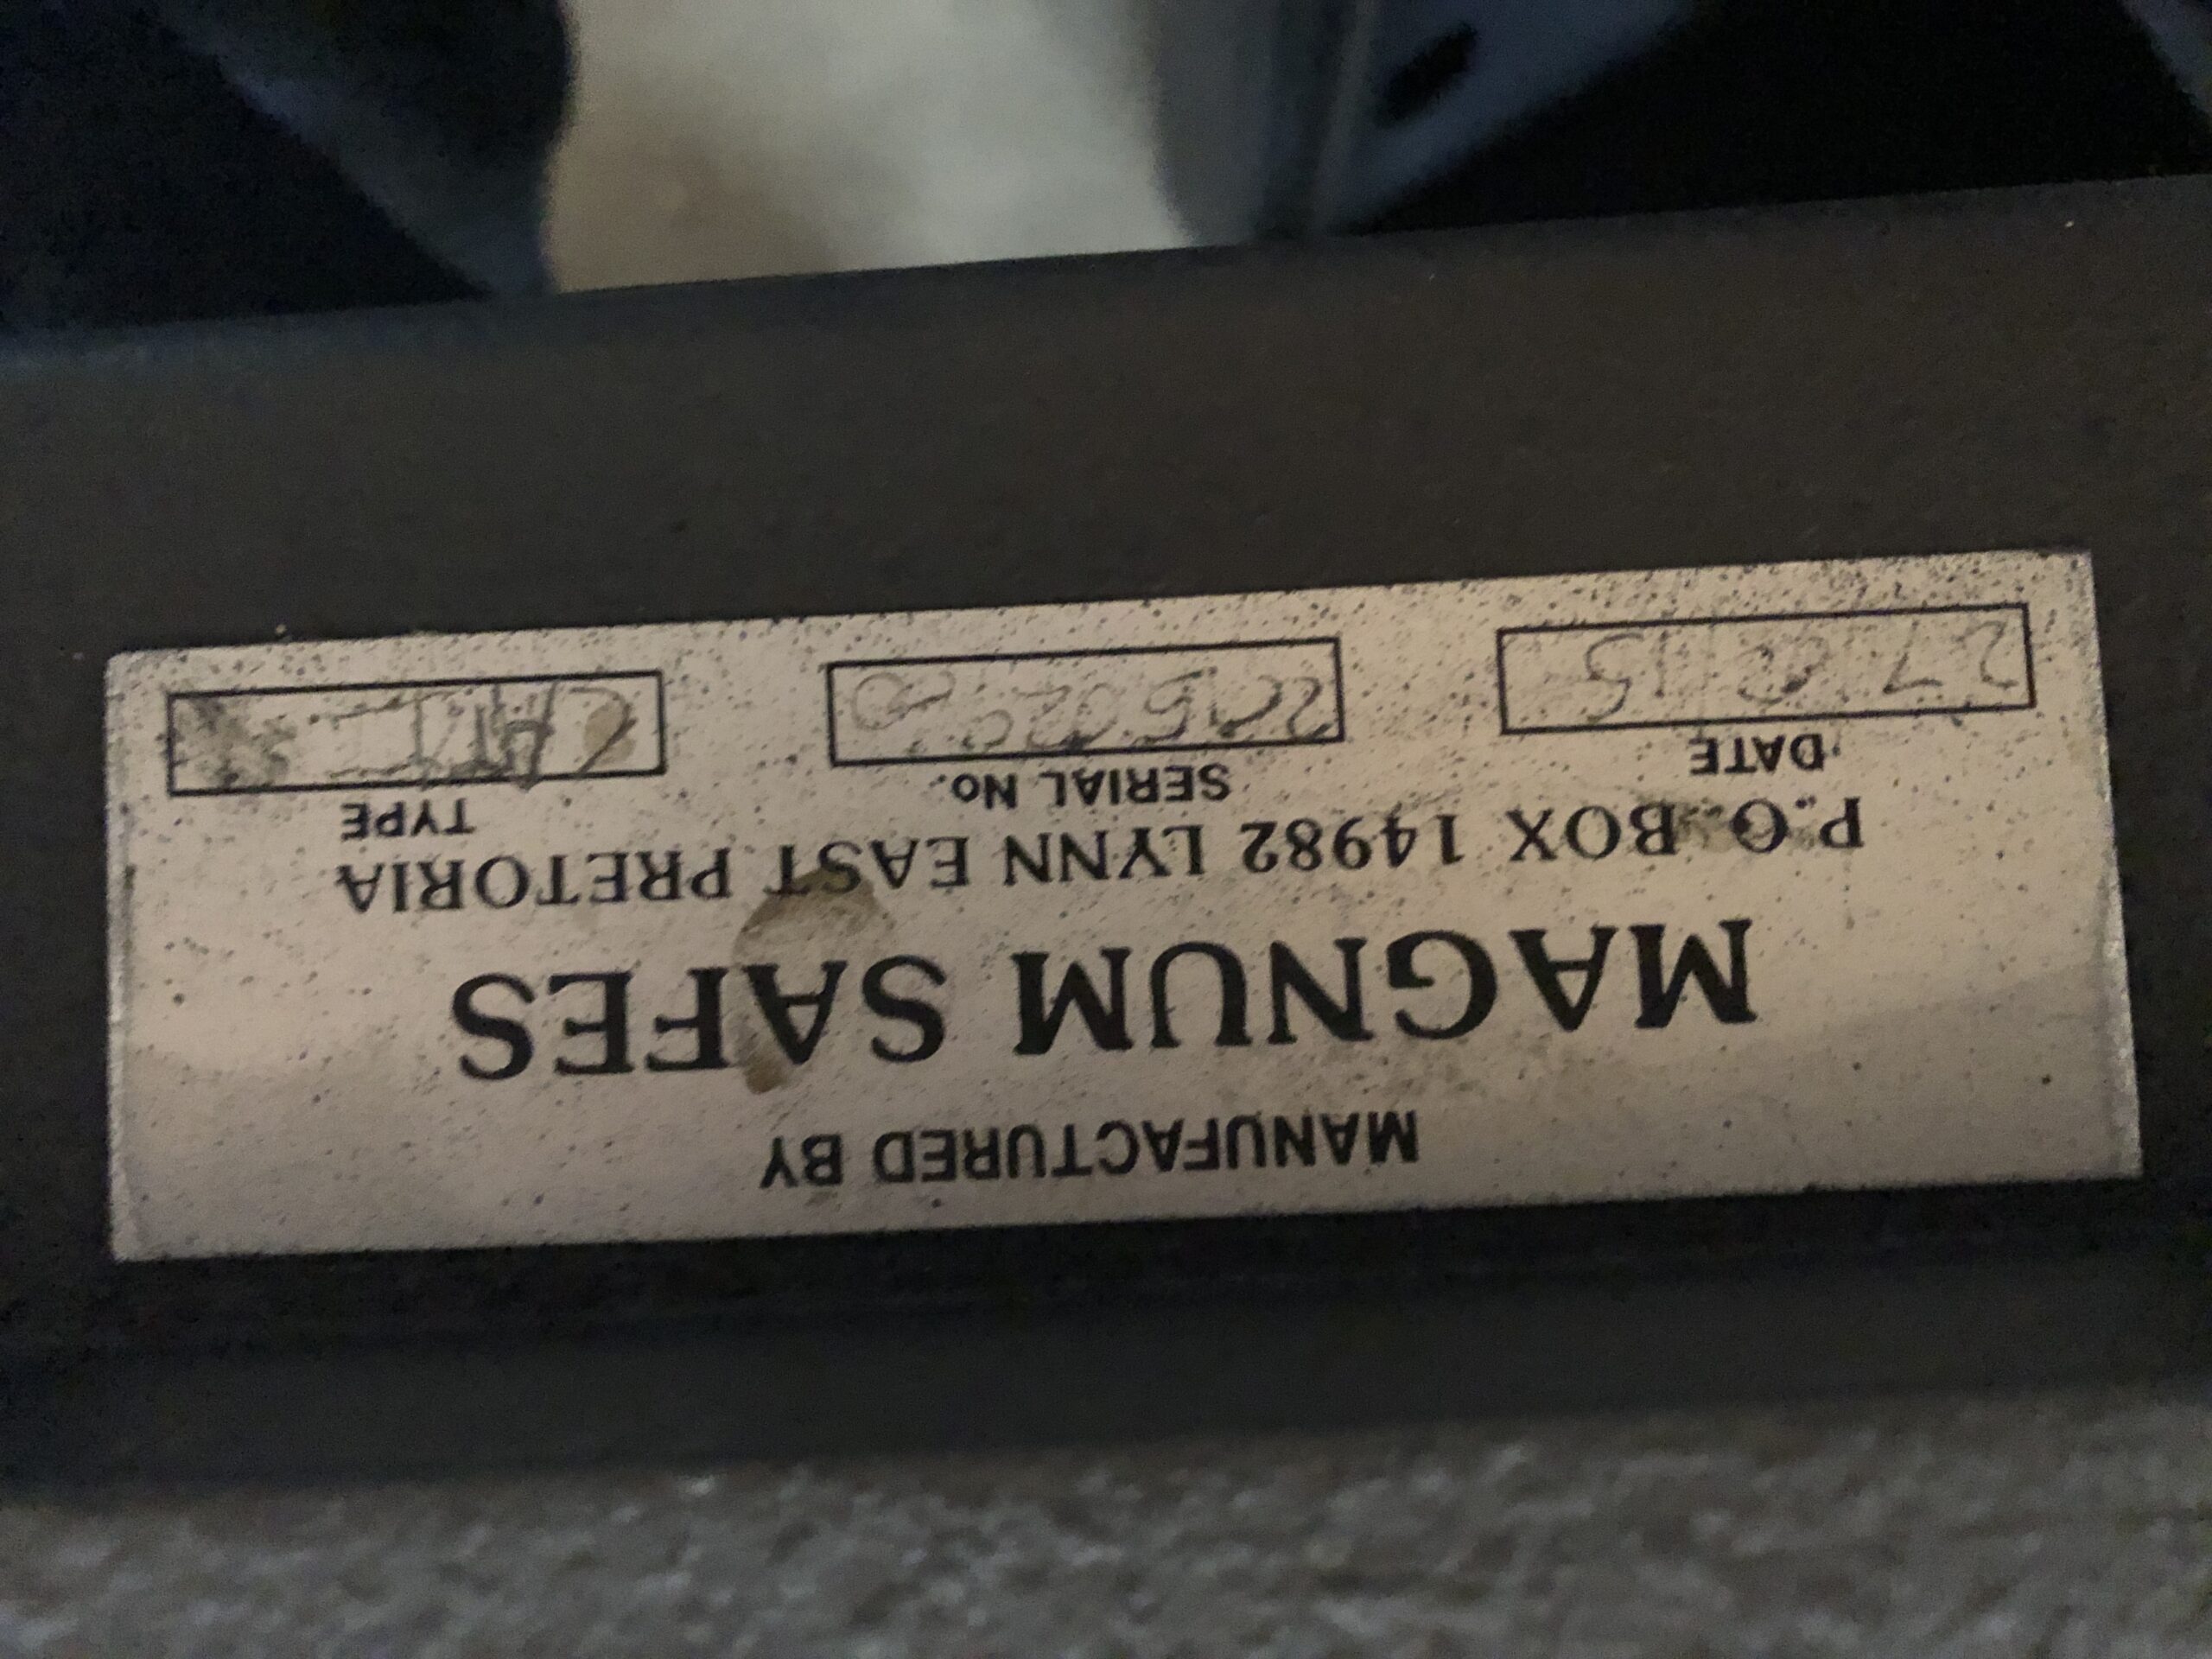 MANUFACTURED BY
MAGNUM SAFES
P.O. BOX 14982 LYNN EAST PRETORIA
DATE SERIAL No. TYPE